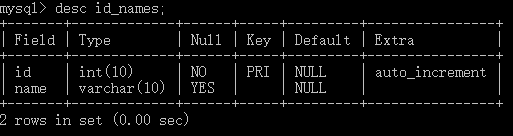 mysql> desc id_names;
+-------+-------------+------+-----+---------+----------------+
| Field | Type        | Null | Key | Default | Extra          |
+-------+-------------+------+-----+---------+----------------+
| id    | int(10)     | NO   | PRI | NULL    | auto_increment |
| name  | varchar(10) | YES  |     | NULL    |                |
+-------+-------------+------+-----+---------+----------------+
2 rows in set (0.00 sec)